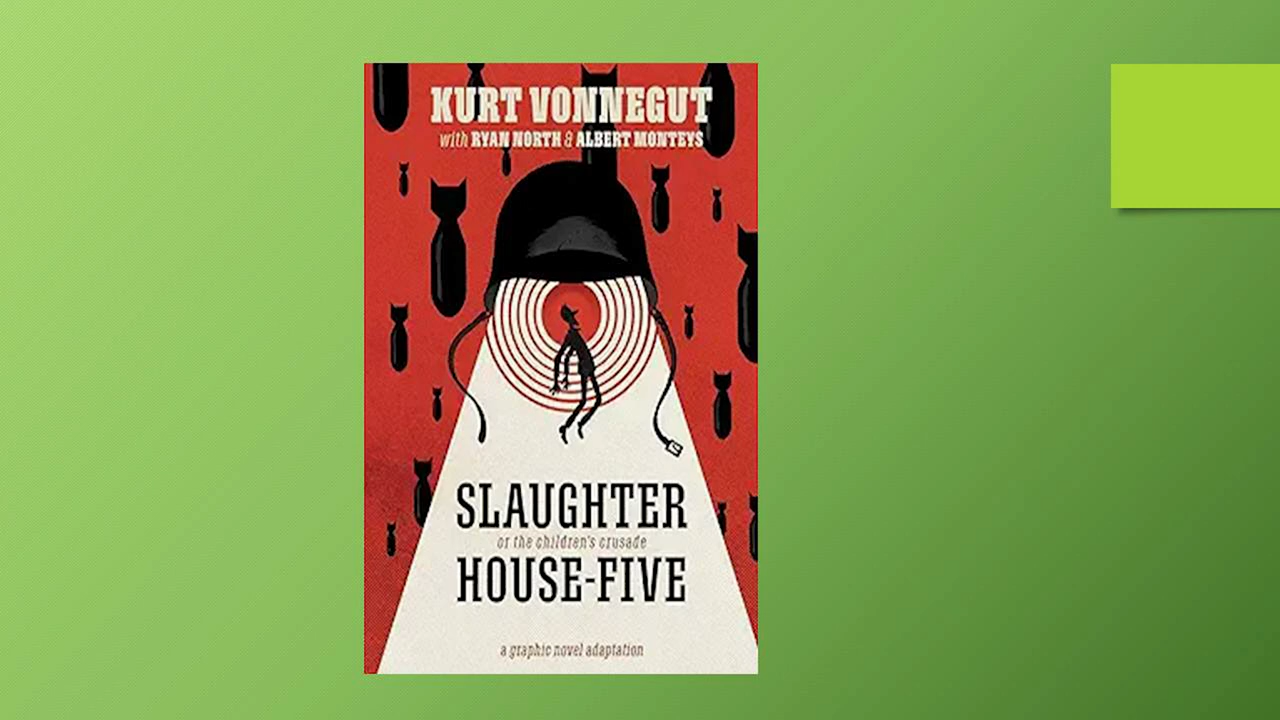 KURT VONNEGUT
with RYAN NORTH & ALBERT MONTEYS
SLAUGHTER
or the children's crusade
HOUSE-FIVE
a graphic novel adaptation